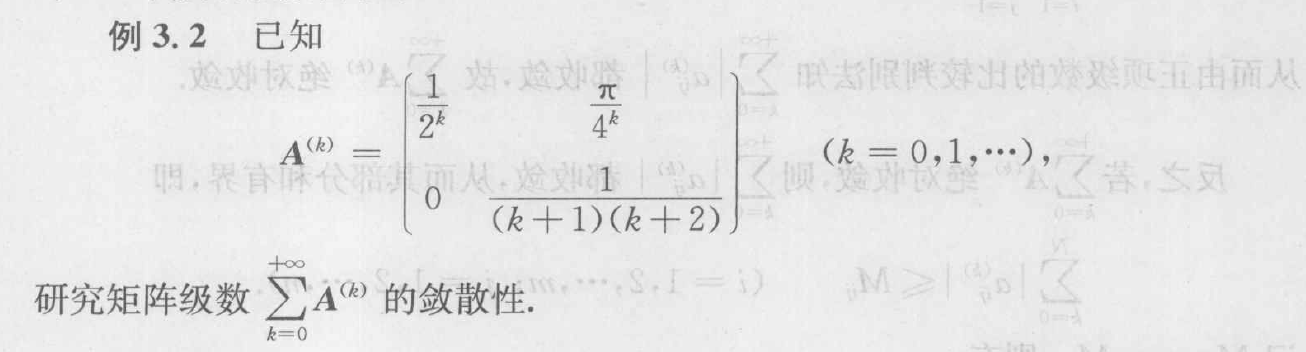 例 3.2 已知
A^{(k)} = \begin{pmatrix} \frac{1}{2^k} & \frac{\pi}{4^k} \\ 0 & \frac{1}{(k+1)(k+2)} \end{pmatrix} (k = 0,1,⋯),
研究矩阵级数 \sum_{k=0}^{+\infty} A^{(k)} 的敛散性.